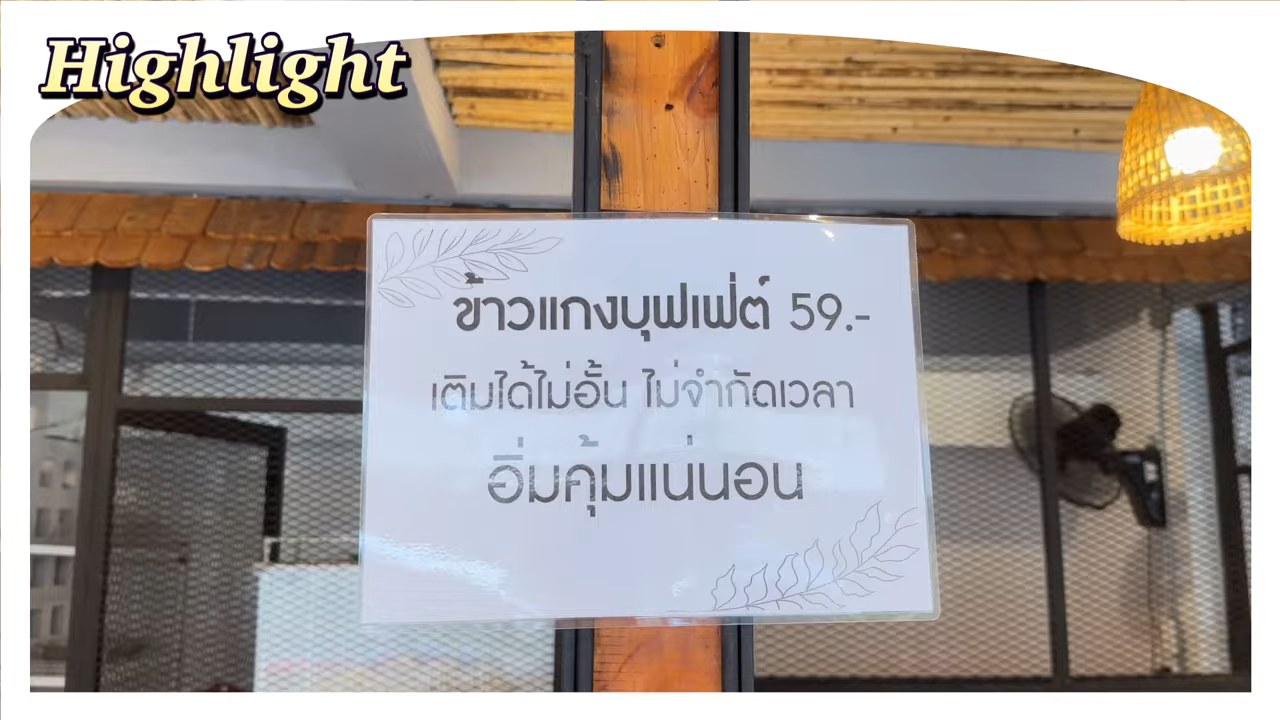 Highlight
ข้าวแกงบุฟเฟ่ต์ 59.-
เติมได้ไม่อั้น ไม่จำกัดเวลา
อิ่มคุ้มแน่นอน